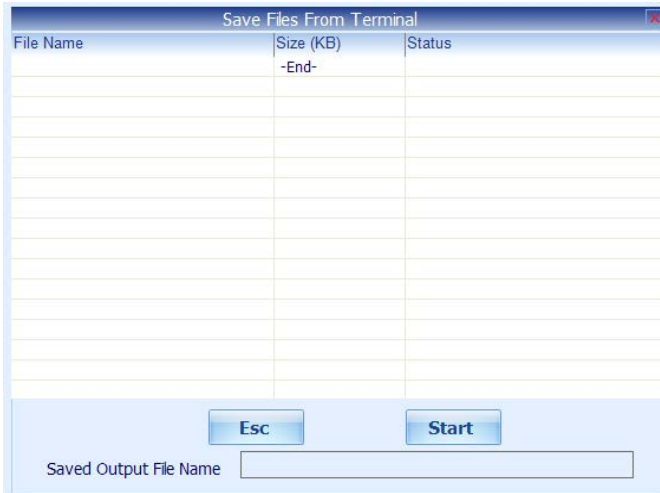 Save Files From Terminal
File Name Size (KB) Status
-End-
Esc Start
Saved Output File Name